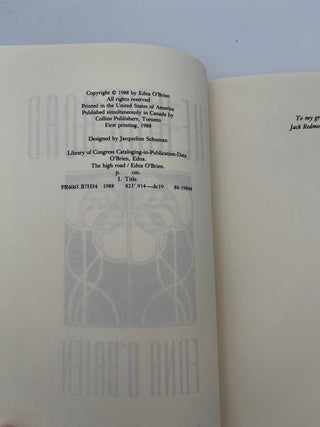 Copyright © 1988 by Edna O'Brien
All rights reserved
Printed in the United States of America
Published simultaneously in Canada by
Collins Publishers, Toronto
First printing, 1988
Designed by Jacqueline Schuman
Library of Congress Cataloging-in-Publication-Data
O'Brien, Edna.
The high road / Edna O'Brien.
p. cm.
I. Title.
PR6065.B7H54 1988 823'.914—dc19
To my gr
Jack Redmo
EDNA O'BRIEN